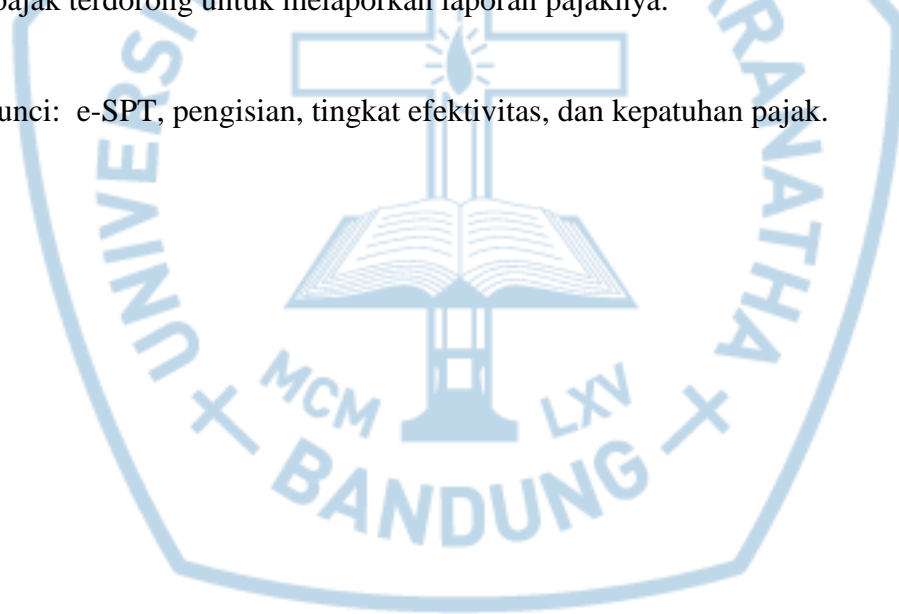 pajak terdorong untuk melaporkan laporan pajaknya.
unci: e-SPT, pengisian, tingkat efektivitas, dan kepatuhan pajak.
MCM LXV
BANDUNG